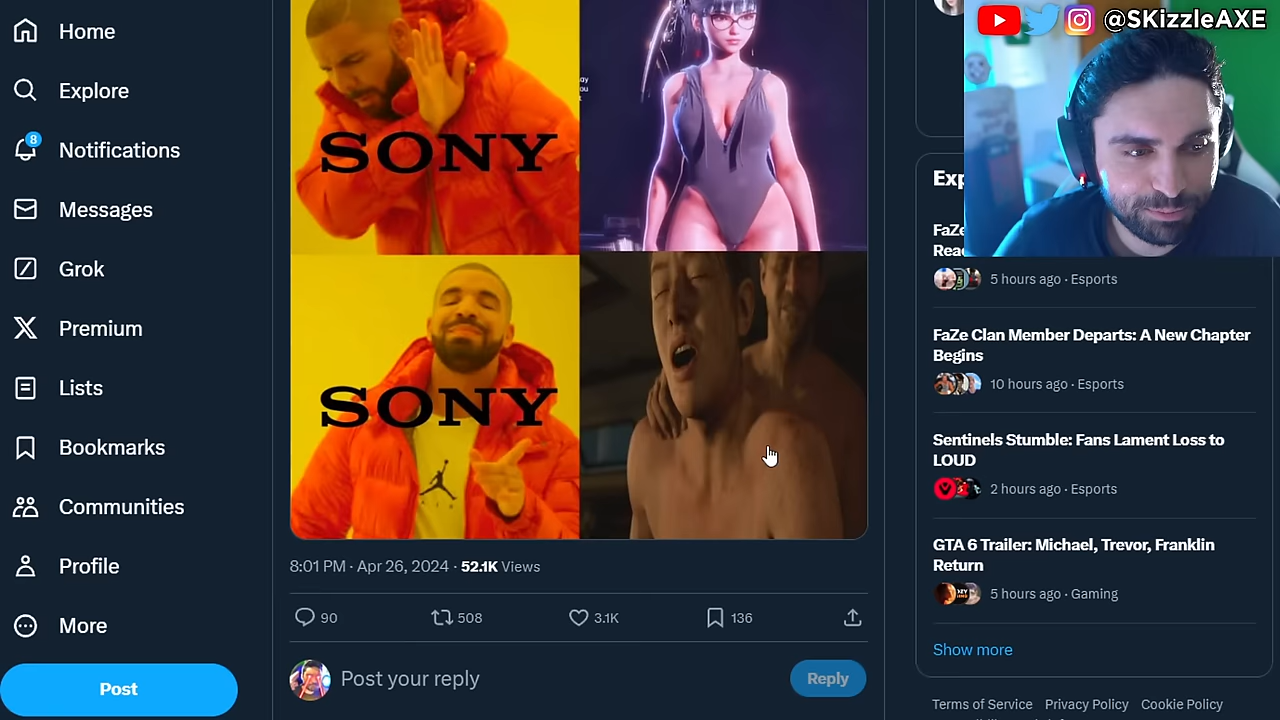 Home
Explore
8
Notifications
Messages
Grok
Premium
Lists
Bookmarks
Communities
Profile
More
Post
SONY
SONY
8:01 PM · Apr 26, 2024 · 52.1K Views
90
508
3.1K
136
Post your reply
Reply
@SKizzleAXE
Exp
FaZe
Rea
5 hours ago · Esports
FaZe Clan Member Departs: A New Chapter
Begins
10 hours ago · Esports
Sentinels Stumble: Fans Lament Loss to
LOUD
2 hours ago · Esports
GTA 6 Trailer: Michael, Trevor, Franklin
Return
5 hours ago · Gaming
Show more
Terms of Service Privacy Policy Cookie Policy